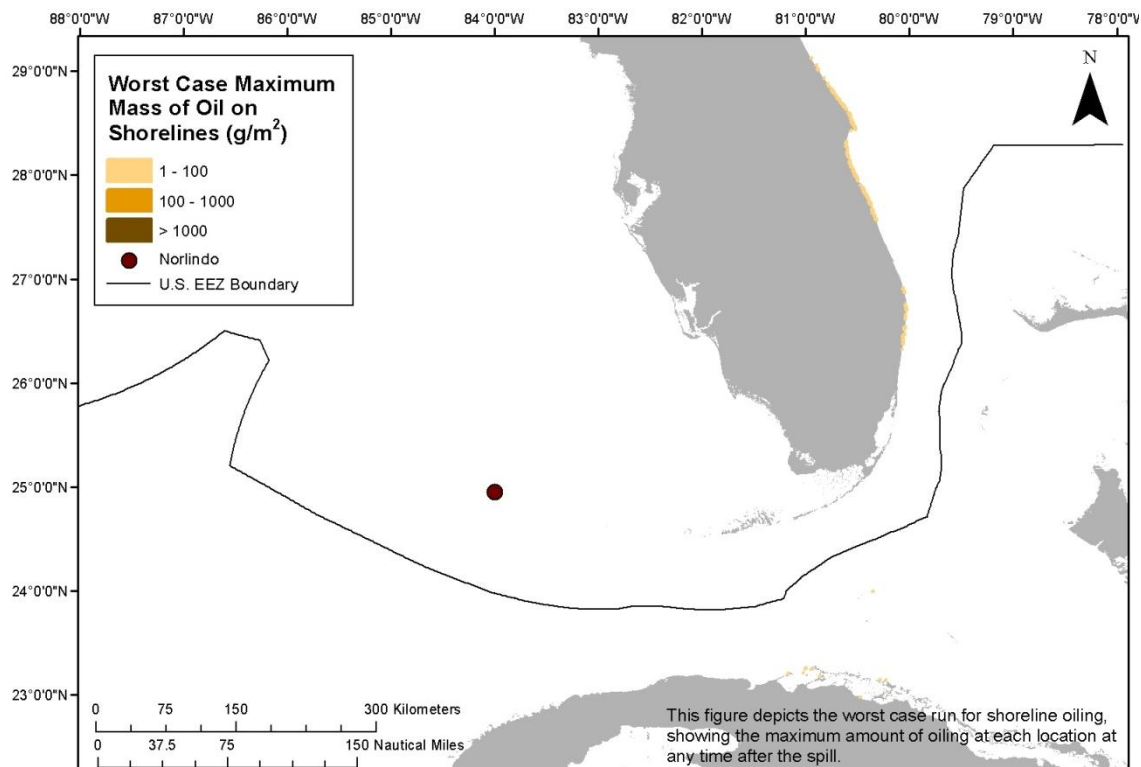 88°0'0"W 87°0'0"W 86°0'0"W 85°0'0"W 84°0'0"W 83°0'0"W 82°0'0"W 81°0'0"W 80°0'0"W 79°0'0"W 78°0'0"W
29°0'0"N
Worst Case Maximum
Mass of Oil on
Shorelines (g/m²)
1 - 100
100 - 1000
> 1000
Norlindo
U.S. EEZ Boundary
N
28°0'0"N
27°0'0"N
26°0'0"N
25°0'0"N
24°0'0"N
23°0'0"N
0 75 150 300 Kilometers
0 37.5 75 150 Nautical Miles
This figure depicts the worst case run for shoreline oiling,
showing the maximum amount of oiling at each location at
any time after the spill.